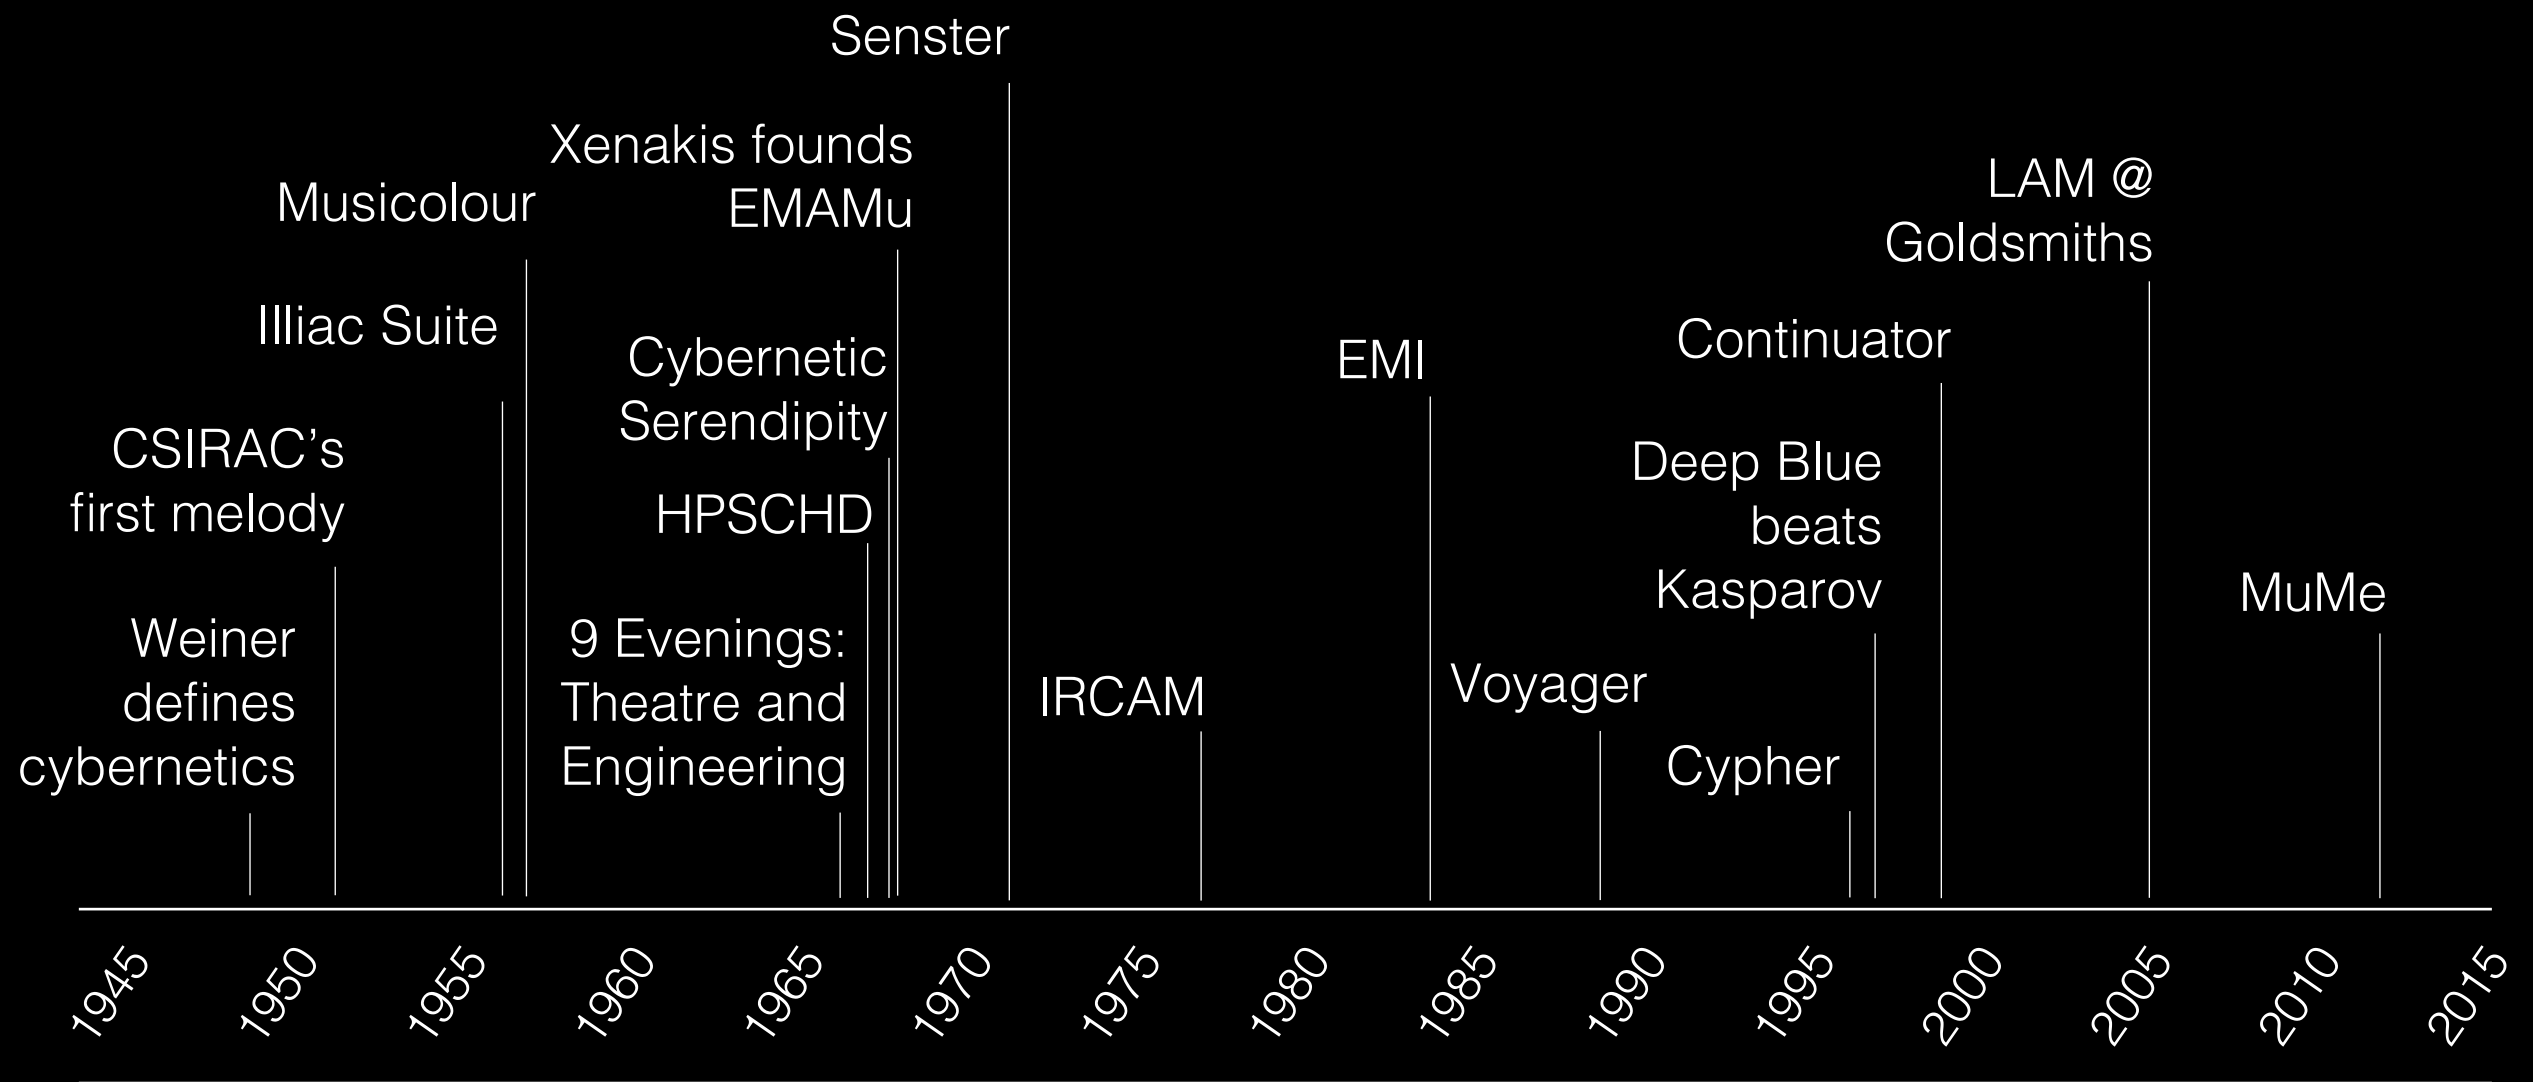 Senster
Xenakis founds
EMAMu
Musicolour
LAM @
Goldsmiths
Illiac Suite
Cybernetic
Serendipity
EMI
Continuator
CSIRAC’s
first melody
HPSCHD
Deep Blue
beats
Kasparov
MuMe
Weiner
defines
cybernetics
9 Evenings:
Theatre and
Engineering
IRCAM
Voyager
Cypher
1945
1950
1955
1960
1965
1970
1975
1980
1985
1990
1995
2000
2005
2010
2015